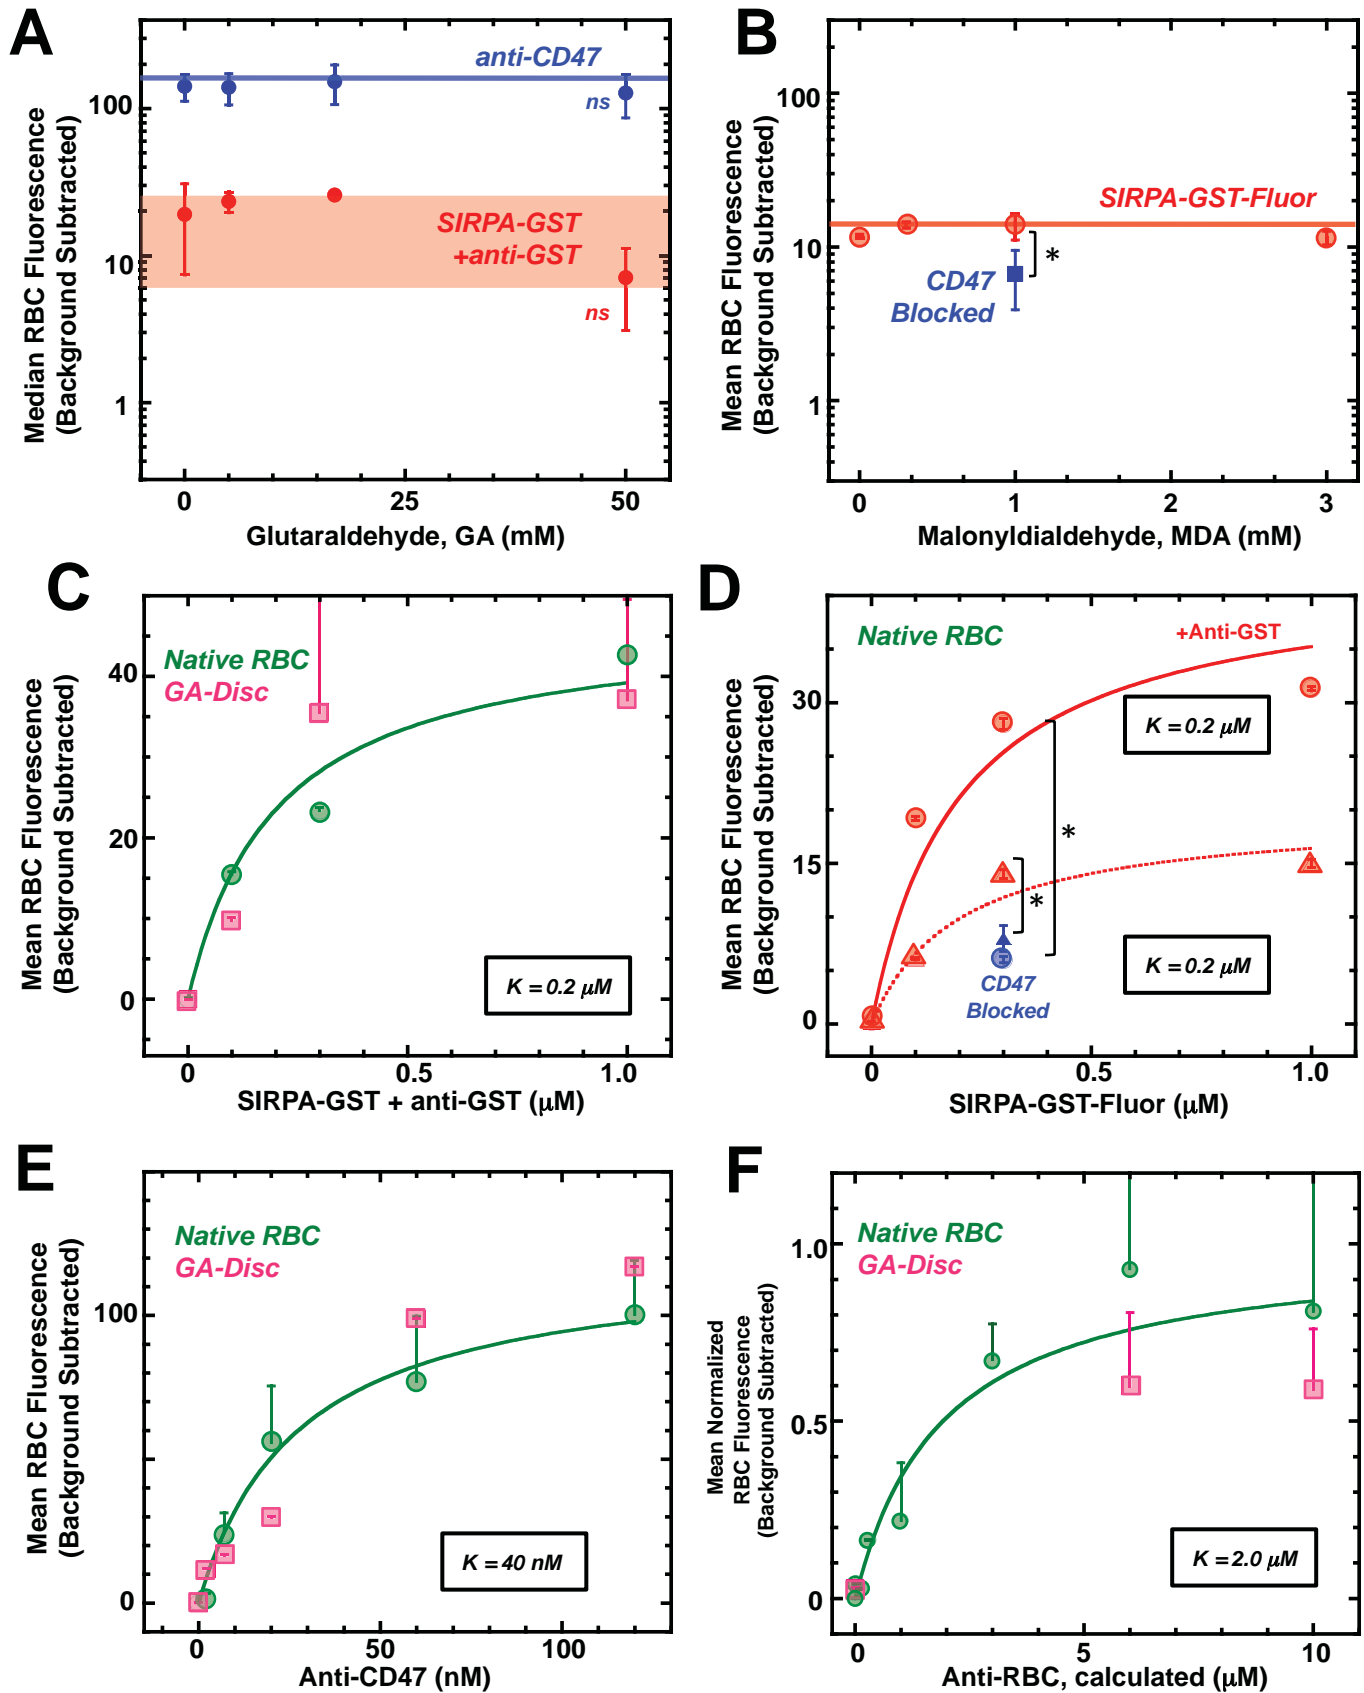 A
Median RBC Fluorescence
(Background Subtracted)
100
10
1
anti-CD47
ns
SIRPA-GST
+anti-GST
ns
0
25
50
Glutaraldehyde, GA (mM)
B
Mean RBC Fluorescence
(Background Subtracted)
100
10
1
SIRPA-GST-Fluor
*
CD47
Blocked
0
1
2
3
Malonyldialdehyde, MDA (mM)
C
Mean RBC Fluorescence
(Background Subtracted)
40
20
0
Native RBC
GA-Disc
K = 0.2 μM
0
0.5
1.0
SIRPA-GST + anti-GST (μM)
D
Mean RBC Fluorescence
(Background Subtracted)
30
15
0
Native RBC
+Anti-GST
K = 0.2 μM
*
*
CD47
Blocked
K = 0.2 μM
0
0.5
1.0
SIRPA-GST-Fluor (μM)
E
Mean RBC Fluorescence
(Background Subtracted)
100
0
Native RBC
GA-Disc
K = 40 nM
0
50
100
Anti-CD47 (nM)
F
Mean Normalized
RBC Fluorescence
(Background Subtracted)
1.0
0.5
0
Native RBC
GA-Disc
K = 2.0 μM
0
5
10
Anti-RBC, calculated (μM)